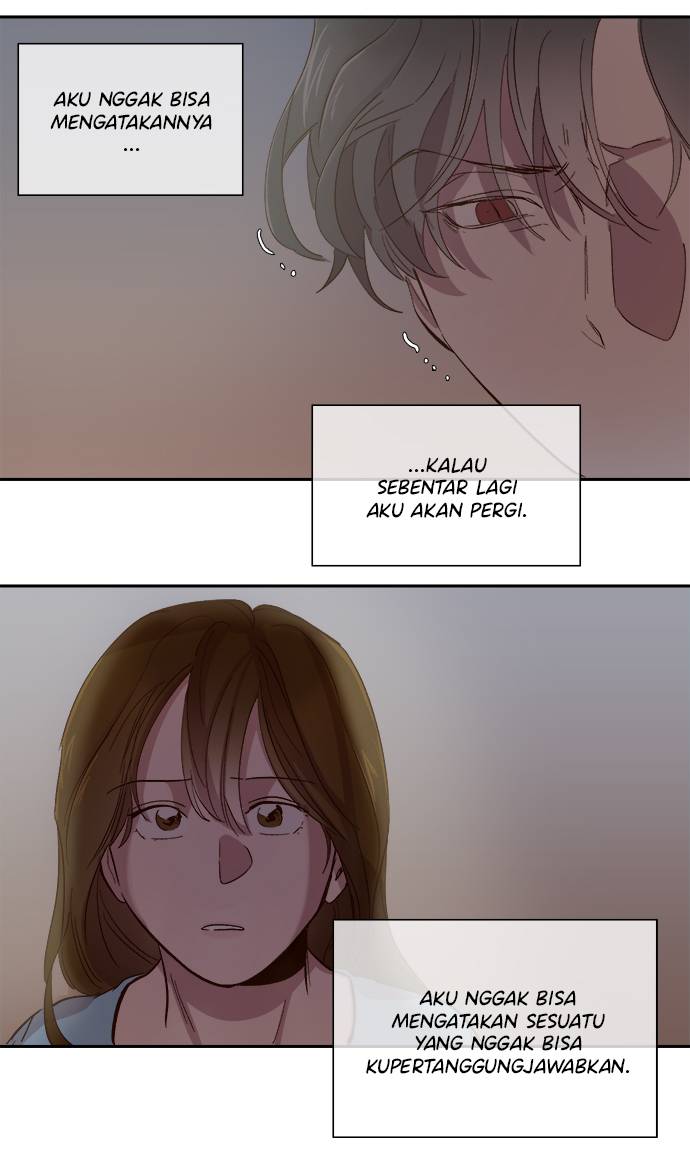 AKU NGGAK BISA
MENGATAKANNYA
...
...KALAU
SEBENTAR LAGI
AKU AKAN PERGI.
AKU NGGAK BISA
MENGATAKAN SESUATU
YANG NGGAK BISA
KUPERTANGGUNGJAWABKAN.